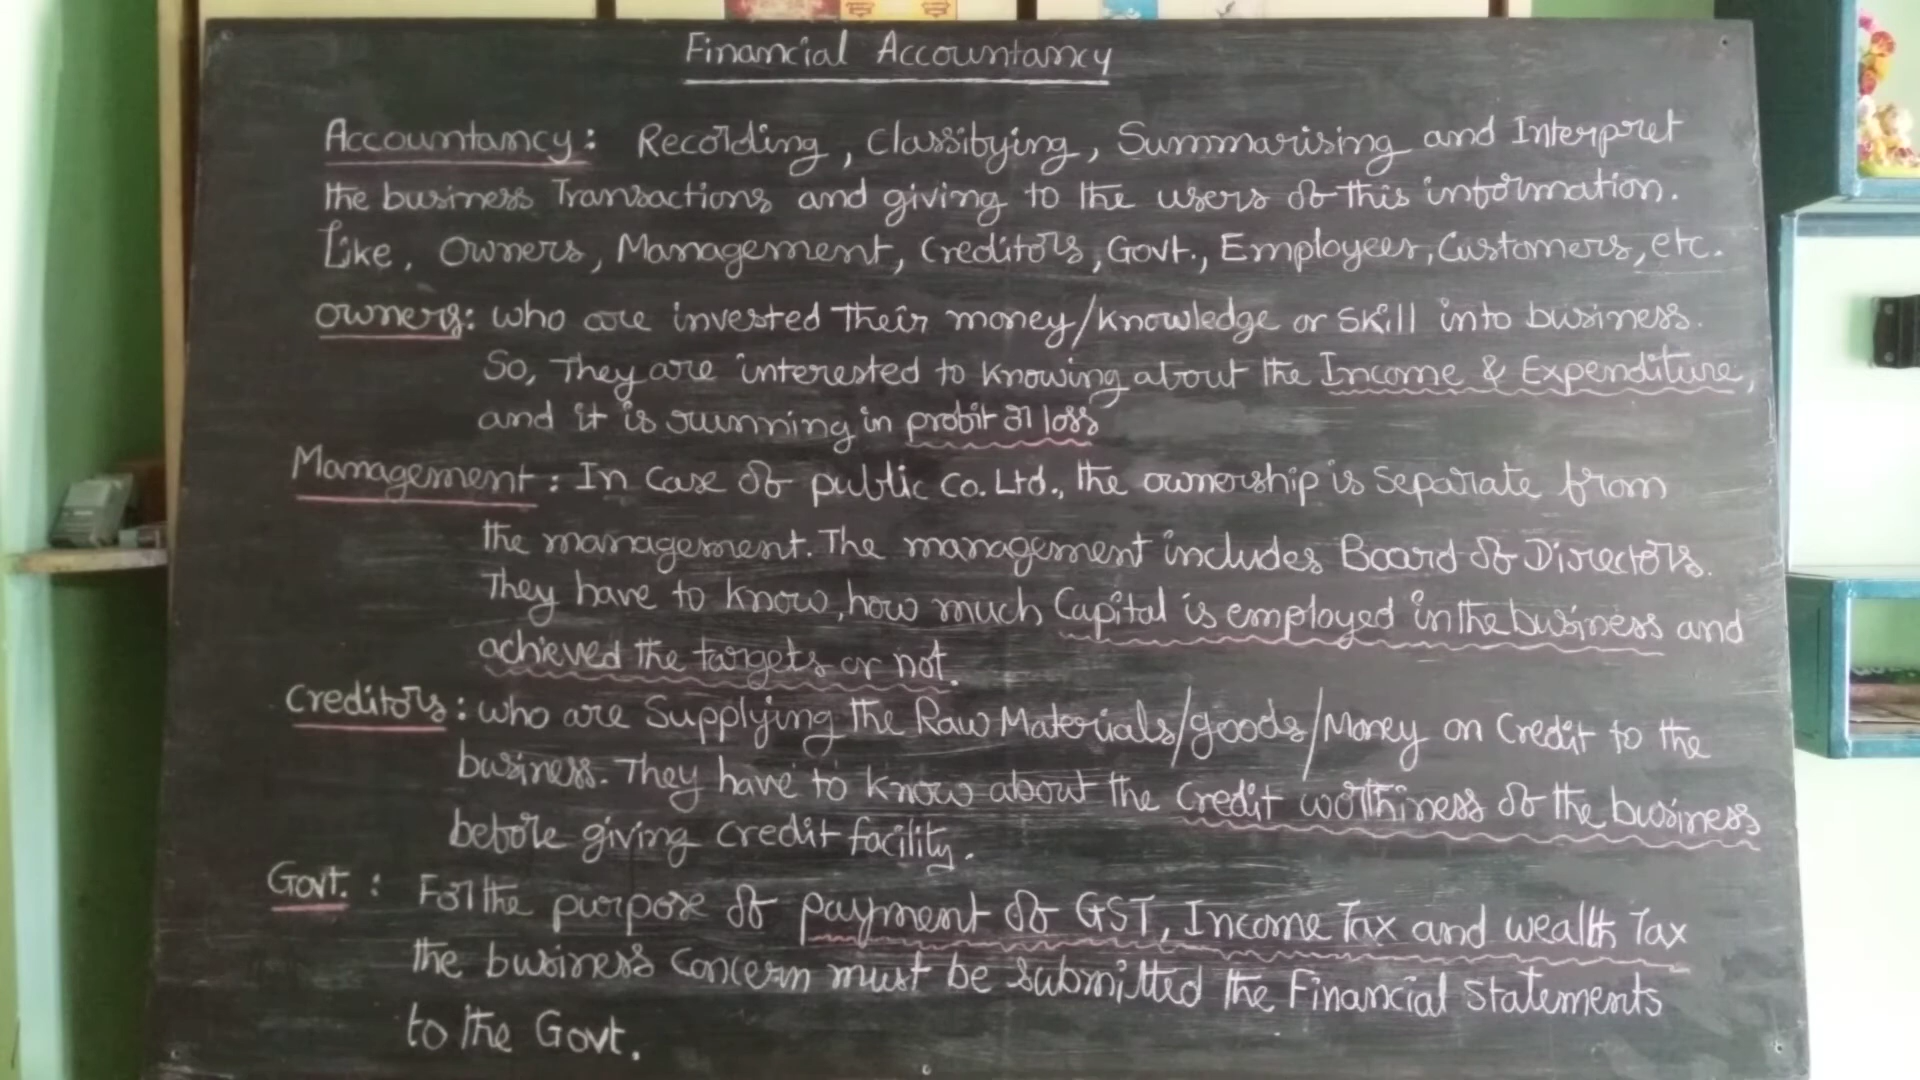 Financial Accountancy
Accountancy: Recording, Classifying, Summarising and Interpret
the business Transactions and giving to the users of this information.
Like, Owners, Management, Creditors, Govt., Employees, Customers, etc.
Owners: who are invested their money/knowledge or skill into business.
So, They are interested to knowing about the Income & Expenditure,
and it is running in profit or loss
Management: In Case of public Co. Ltd., the ownership is separate from
the management. The management includes Board of Directors.
They have to know, how much Capital is employed in the business and
achieved the targets or not.
Creditors: who are Supplying the Raw Materials/goods/Money on Credit to the
business. They have to know about the Credit worthiness of the business
before giving credit facility.
Govt.: For the purpose of payment of GST, Income Tax and wealth Tax
the business concern must be submitted the Financial statements
to the Govt.